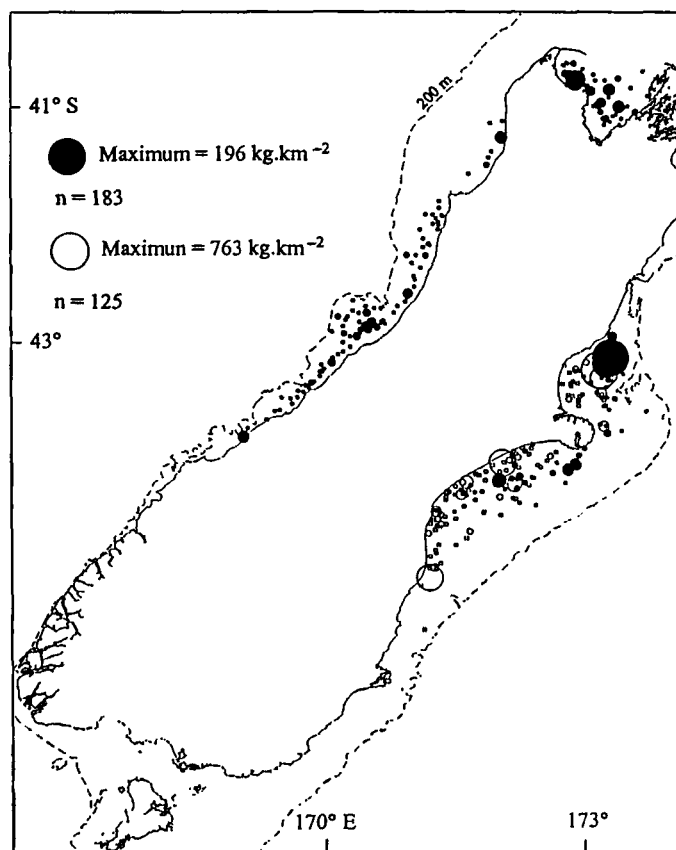 200 m
41° S
Maximum = 196 kg.km⁻²
n = 183
Maximun = 763 kg.km⁻²
n = 125
43°
170° E
173°